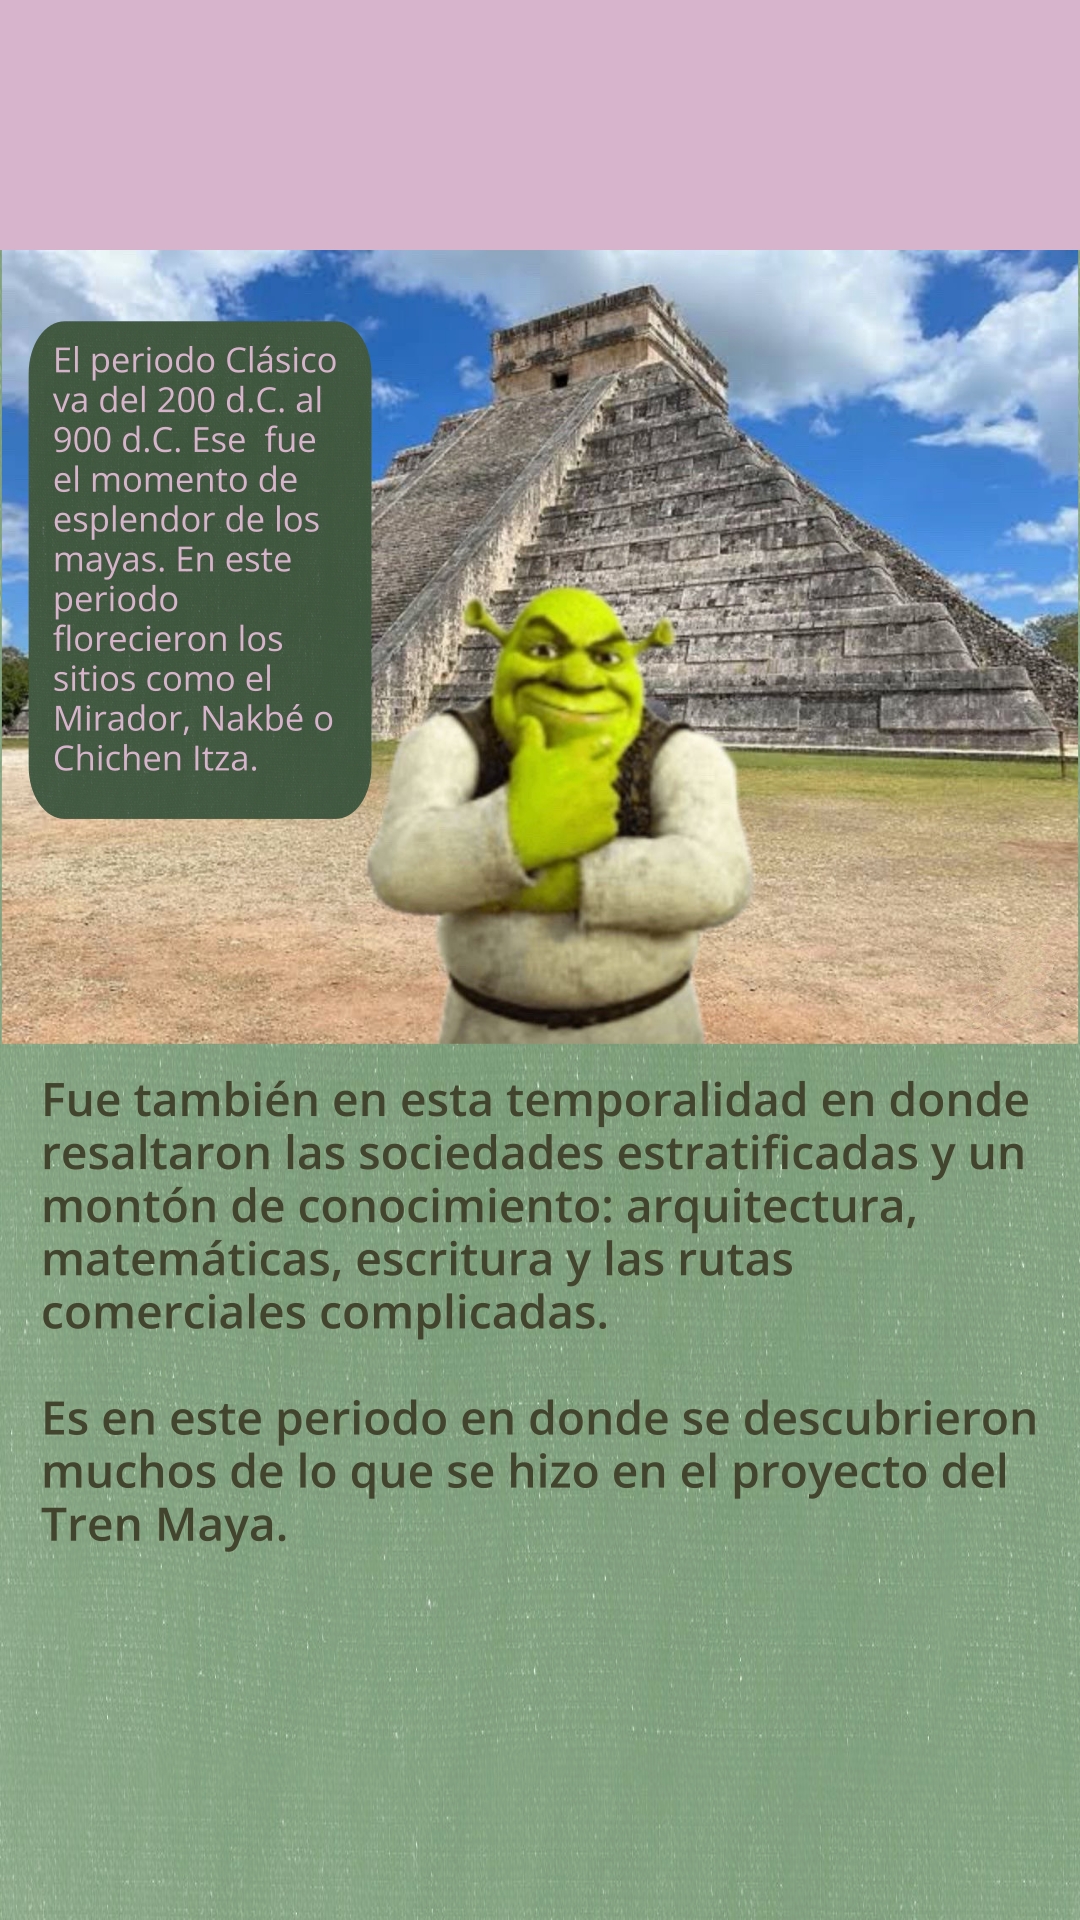 El periodo Clásico
va del 200 d.C. al
900 d.C. Ese  fue
el momento de
esplendor de los
mayas. En este
periodo
florecieron los
sitios como el
Mirador, Nakbé o
Chichen Itza.
Fue también en esta temporalidad en donde
resaltaron las sociedades estratificadas y un
montón de conocimiento: arquitectura,
matemáticas, escritura y las rutas
comerciales complicadas.
Es en este periodo en donde se descubrieron
muchos de lo que se hizo en el proyecto del
Tren Maya.